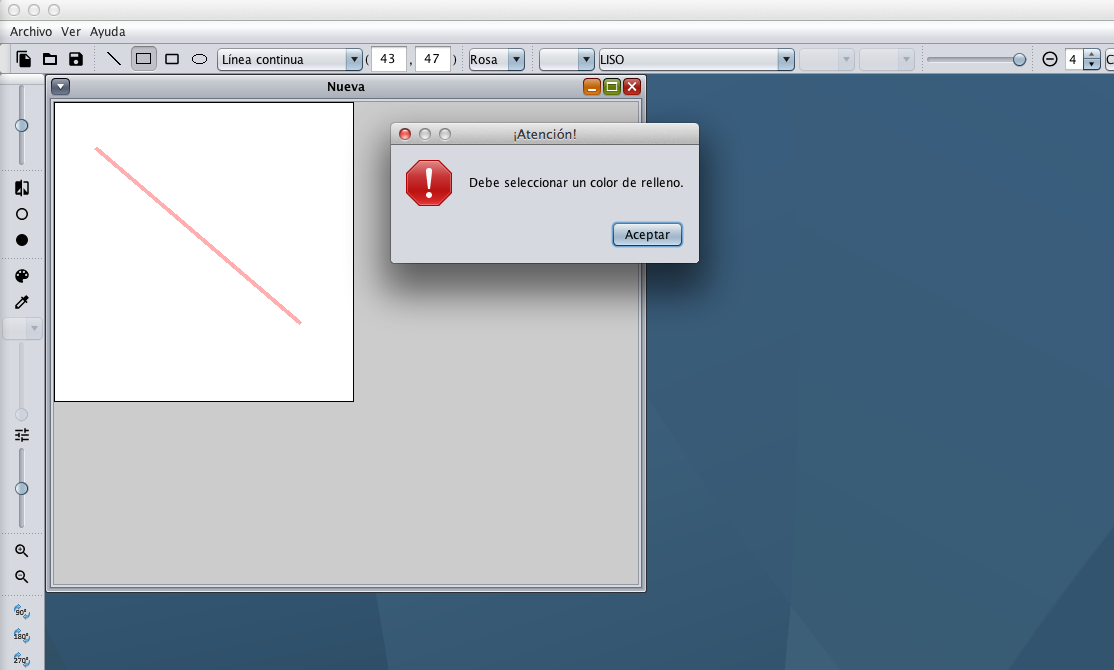 Archivo Ver Ayuda
Línea continua ( 43 , 47 ) Rosa LISO 4 C
Nueva
¡Atención!
Debe seleccionar un color de relleno.
Aceptar
90°
180°
270°